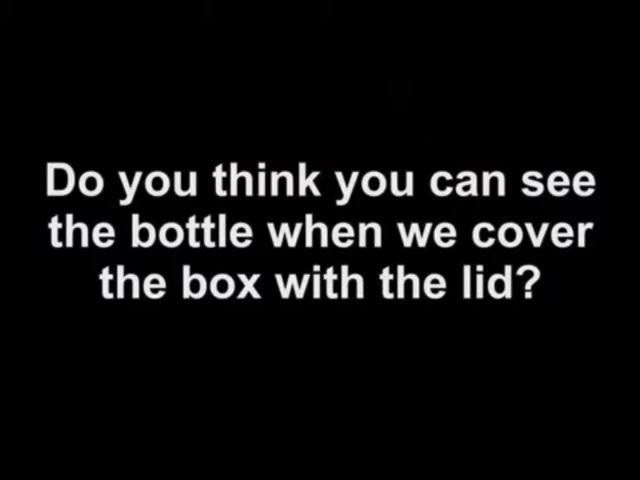 Do you think you can see
the bottle when we cover
the box with the lid?